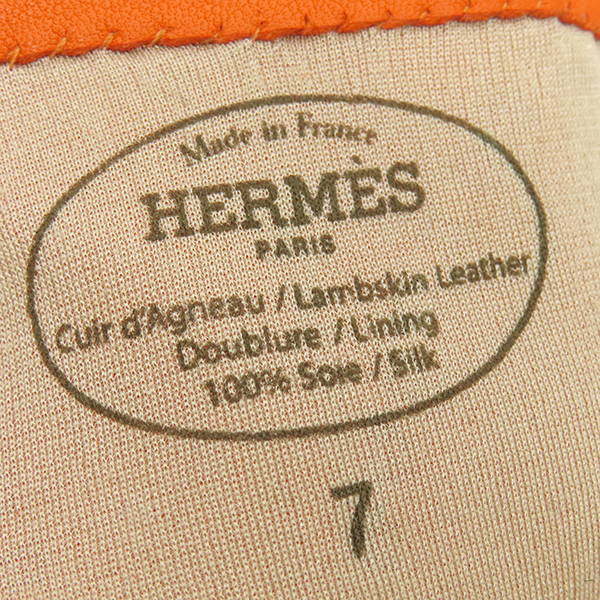 Made in France
HERMÈS
PARIS
Cuir d'Agneau / Lambskin Leather
Doublure / Lining
100% Soie / Silk
7